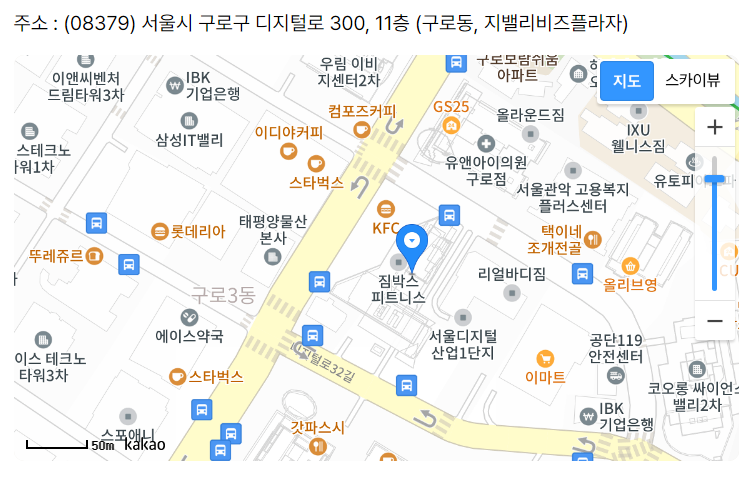 주소 : (08379) 서울시 구로구 디지털로 300, 11층 (구로동, 지밸리비즈플라자)
우림 이비
지센터2차
구로보람쉬움
아파트
지도
스카이뷰
이앤씨벤처
드림타워3차
IBK
기업은행
컴포즈커피
GS25
올라운드짐
IXU
웰니스짐
스테크노
타워1차
삼성IT밸리
이디야커피
스타벅스
유앤아이의원
구로점
서울관악 고용복지
플러스센터
유토피
롯데리아
태평양물산
본사
KFC
택이네
조개전골
뚜레쥬르
짐박스
피트니스
리얼바디짐
올리브영
CU
구로3동
에이스약국
서울디지털
산업1단지
공단119
안전센터
이스 테크노
타워3차
스타벅스
디지털로32길
이마트
코오롱 싸이언스
밸리2차
IBK
기업은행
스포애니
갓파스시
50m kakao